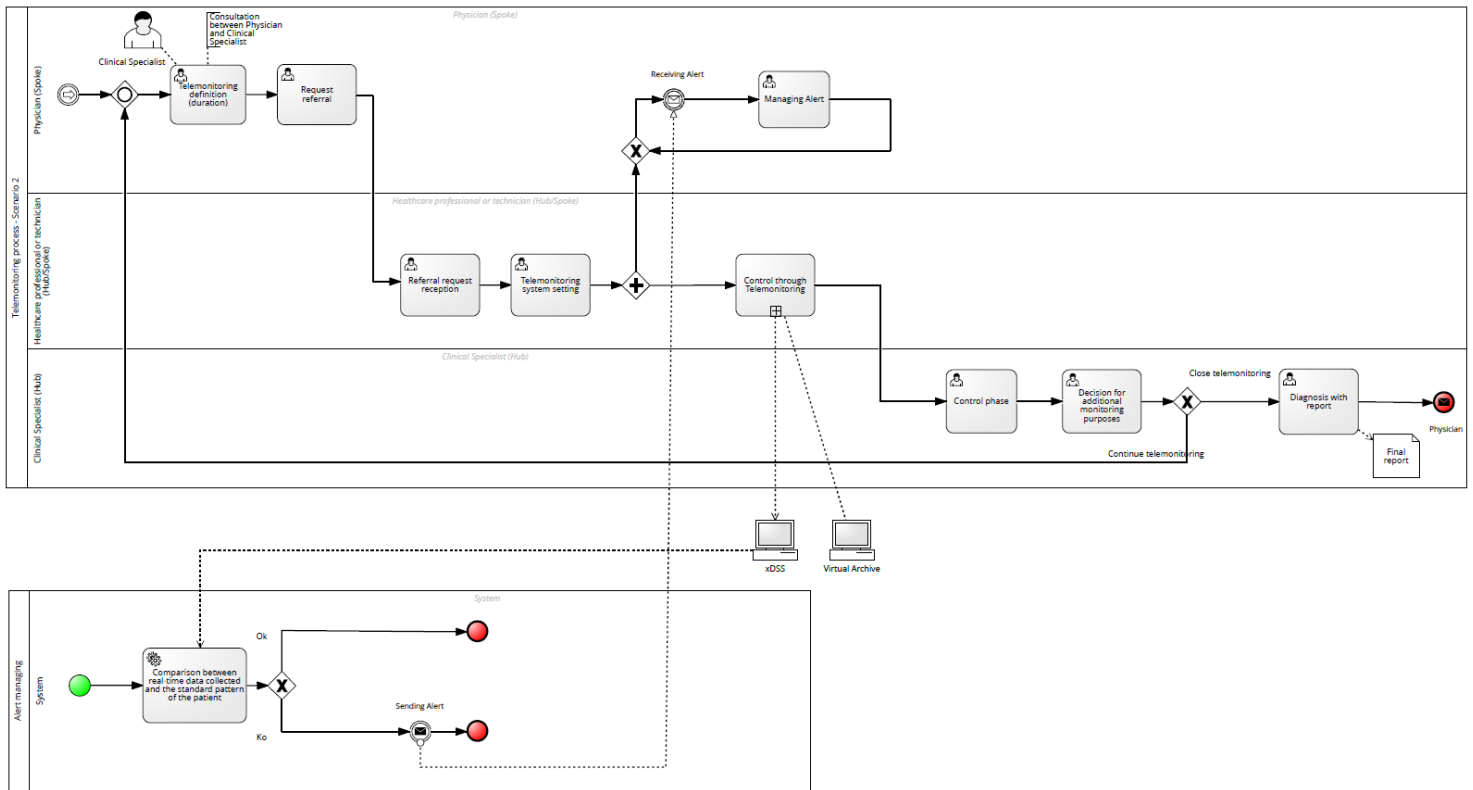 Telemonitoring process - Scenario 2
Physician (Spoke)
Physician (Spoke)
Consultation
between Physician
and Clinical
Specialist
Clinical Specialist
Telemonitoring
definition
(duration)
Request
referral
Receiving Alert
Managing Alert
Healthcare professional or technician
(Hub/Spoke)
Healthcare professional or technician (Hub/Spoke)
Referral request
reception
Telemonitoring
system setting
Control through
Telemonitoring
Clinical Specialist (Hub)
Clinical Specialist (Hub)
Control phase
Decision for
additional
monitoring
purposes
Close telemonitoring
Continue telemonitoring
Diagnosis with
report
Physician
Final
report
xDSS
Virtual Archive
Alert managing
System
System
Comparison between
real-time data collected
and the standard pattern
of the patient
Ok
Ko
Sending Alert